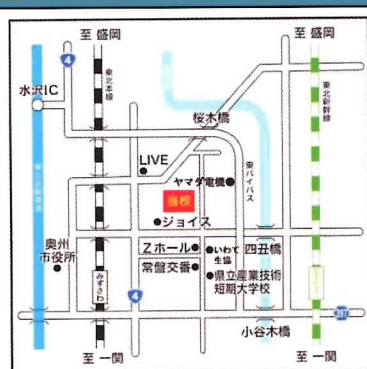 至 盛岡
至 盛岡
4
東北本線
東北新幹線
水沢IC
桜木橋
東バイパス
LIVE
ヤマダ電機
当校
ジョイス
奥州
市役所
Zホール
いわて
生協
四丑橋
常盤交番
県立産業技術
短期大学校
みずさわ
4
397
小谷木橋
至 一関
至 一関